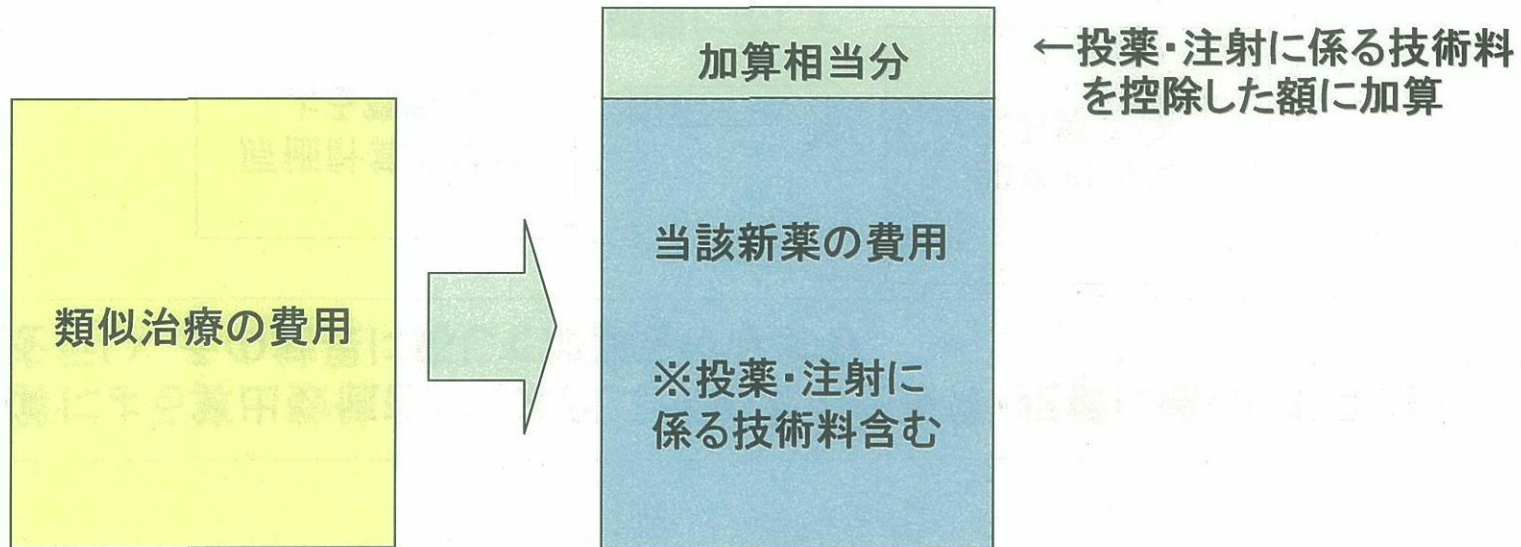 加算相当分
←投薬・注射に係る技術料
を控除した額に加算
類似治療の費用
当該新薬の費用
※投薬・注射に
係る技術料含む